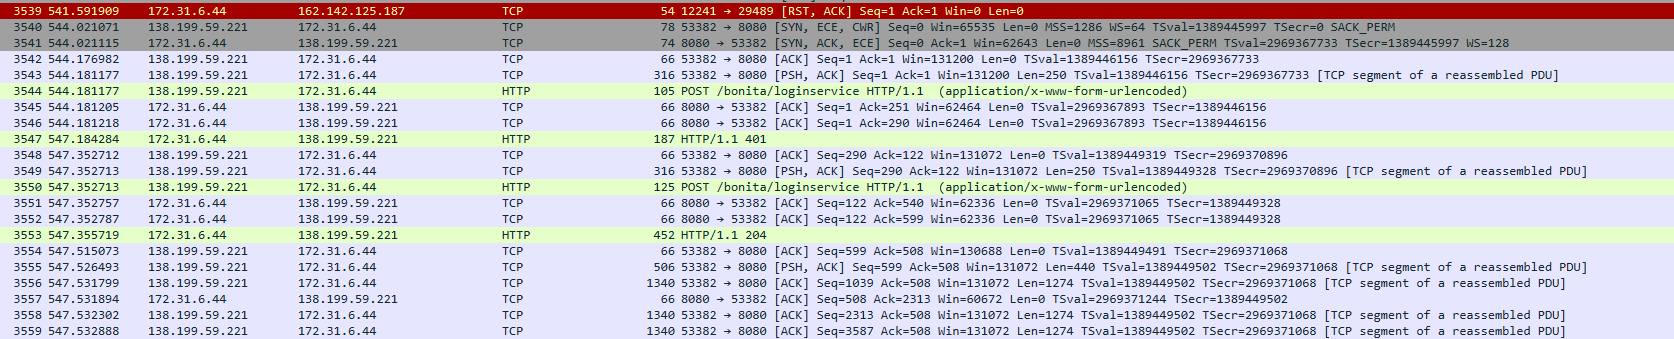 3539 541.591909 172.31.6.44 162.142.125.187 TCP 54 12241 → 29489 [RST, ACK] Seq=1 Ack=1 Win=0 Len=0
3540 544.021071 138.199.59.221 172.31.6.44 TCP 78 53382 → 8080 [SYN, ECE, CWR] Seq=0 Win=65535 Len=0 MSS=1286 WS=64 TSval=1389445997 TSecr=0 SACK_PERM
3541 544.021115 172.31.6.44 138.199.59.221 TCP 74 8080 → 53382 [SYN, ACK, ECE] Seq=0 Ack=1 Win=62643 Len=0 MSS=8961 SACK_PERM TSval=2969367733 TSecr=1389445997 WS=128
3542 544.176982 138.199.59.221 172.31.6.44 TCP 66 53382 → 8080 [ACK] Seq=1 Ack=1 Win=131200 Len=0 TSval=1389446156 TSecr=2969367733
3543 544.181177 138.199.59.221 172.31.6.44 TCP 316 53382 → 8080 [PSH, ACK] Seq=1 Ack=1 Win=131200 Len=250 TSval=1389446156 TSecr=2969367733 [TCP segment of a reassembled PDU]
3544 544.181177 138.199.59.221 172.31.6.44 HTTP 105 POST /bonita/loginservice HTTP/1.1 (application/x-www-form-urlencoded)
3545 544.181205 172.31.6.44 138.199.59.221 TCP 66 8080 → 53382 [ACK] Seq=1 Ack=251 Win=62464 Len=0 TSval=2969367893 TSecr=1389446156
3546 544.181218 172.31.6.44 138.199.59.221 TCP 66 8080 → 53382 [ACK] Seq=1 Ack=290 Win=62464 Len=0 TSval=2969367893 TSecr=1389446156
3547 547.184284 172.31.6.44 138.199.59.221 HTTP 187 HTTP/1.1 401
3548 547.352712 138.199.59.221 172.31.6.44 TCP 66 53382 → 8080 [ACK] Seq=290 Ack=122 Win=131072 Len=0 TSval=1389449319 TSecr=2969370896
3549 547.352713 138.199.59.221 172.31.6.44 TCP 316 53382 → 8080 [PSH, ACK] Seq=290 Ack=122 Win=131072 Len=250 TSval=1389449328 TSecr=2969370896 [TCP segment of a reassembled PDU]
3550 547.352713 138.199.59.221 172.31.6.44 HTTP 125 POST /bonita/loginservice HTTP/1.1 (application/x-www-form-urlencoded)
3551 547.352757 172.31.6.44 138.199.59.221 TCP 66 8080 → 53382 [ACK] Seq=122 Ack=540 Win=62336 Len=0 TSval=2969371065 TSecr=1389449328
3552 547.352787 172.31.6.44 138.199.59.221 TCP 66 8080 → 53382 [ACK] Seq=122 Ack=599 Win=62336 Len=0 TSval=2969371065 TSecr=1389449328
3553 547.355719 172.31.6.44 138.199.59.221 HTTP 452 HTTP/1.1 204
3554 547.515073 138.199.59.221 172.31.6.44 TCP 66 53382 → 8080 [ACK] Seq=599 Ack=508 Win=130688 Len=0 TSval=1389449491 TSecr=2969371068
3555 547.526493 138.199.59.221 172.31.6.44 TCP 506 53382 → 8080 [PSH, ACK] Seq=599 Ack=508 Win=131072 Len=440 TSval=1389449502 TSecr=2969371068 [TCP segment of a reassembled PDU]
3556 547.531799 138.199.59.221 172.31.6.44 TCP 1340 53382 → 8080 [ACK] Seq=1039 Ack=508 Win=131072 Len=1274 TSval=1389449502 TSecr=2969371068 [TCP segment of a reassembled PDU]
3557 547.531894 172.31.6.44 138.199.59.221 TCP 66 8080 → 53382 [ACK] Seq=508 Ack=2313 Win=60672 Len=0 TSval=2969371244 TSecr=1389449502
3558 547.532302 138.199.59.221 172.31.6.44 TCP 1340 53382 → 8080 [ACK] Seq=2313 Ack=508 Win=131072 Len=1274 TSval=1389449502 TSecr=2969371068 [TCP segment of a reassembled PDU]
3559 547.532888 138.199.59.221 172.31.6.44 TCP 1340 53382 → 8080 [ACK] Seq=3587 Ack=508 Win=131072 Len=1274 TSval=1389449502 TSecr=2969371068 [TCP segment of a reassembled PDU]